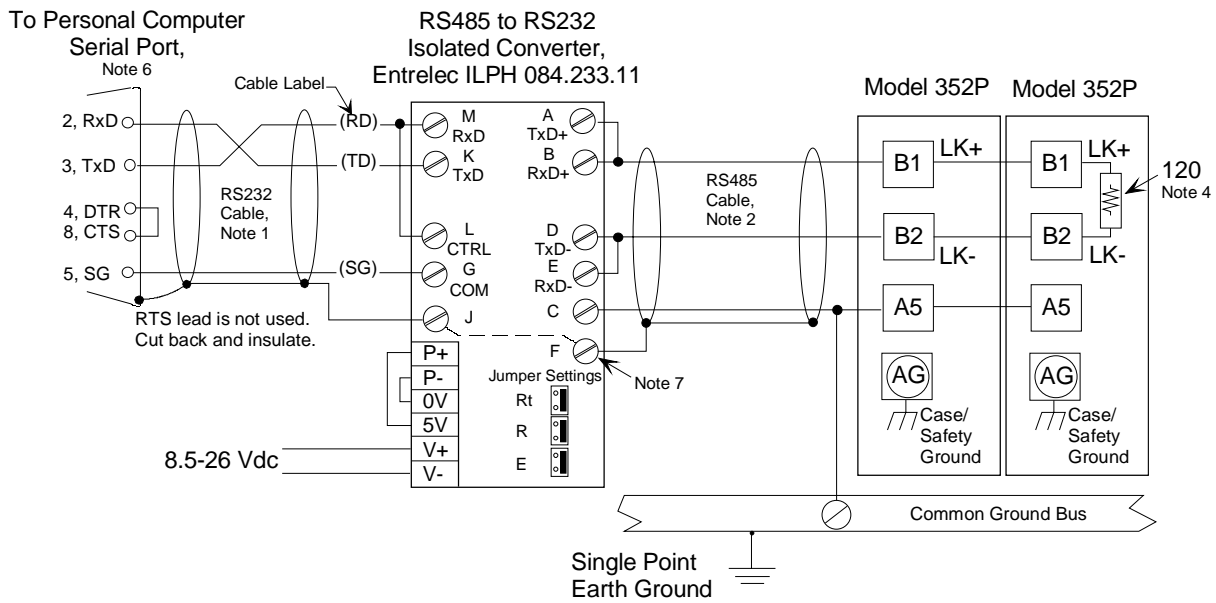 To Personal Computer
Serial Port,
Note 6
RS485 to RS232
Isolated Converter,
Entrelec ILPH 084.233.11
Cable Label
Model 352P
Model 352P
2, RxD
(RD)
M
RxD
A
TxD+
3, TxD
(TD)
K
TxD
B
RxD+
B1
LK+
B1
LK+
120
Note 4
RS232
Cable,
Note 1
RS485
Cable,
Note 2
4, DTR
8, CTS
L
CTRL
D
TxD-
B2
LK-
B2
LK-
5, SG
(SG)
G
COM
E
RxD-
RTS lead is not used.
Cut back and insulate.
J
C
A5
A5
F
Note 7
P+
P-
0V
5V
V+
V-
Jumper Settings
Rt
R
E
AG
Case/
Safety
Ground
AG
Case/
Safety
Ground
8.5-26 Vdc
Common Ground Bus
Single Point
Earth Ground